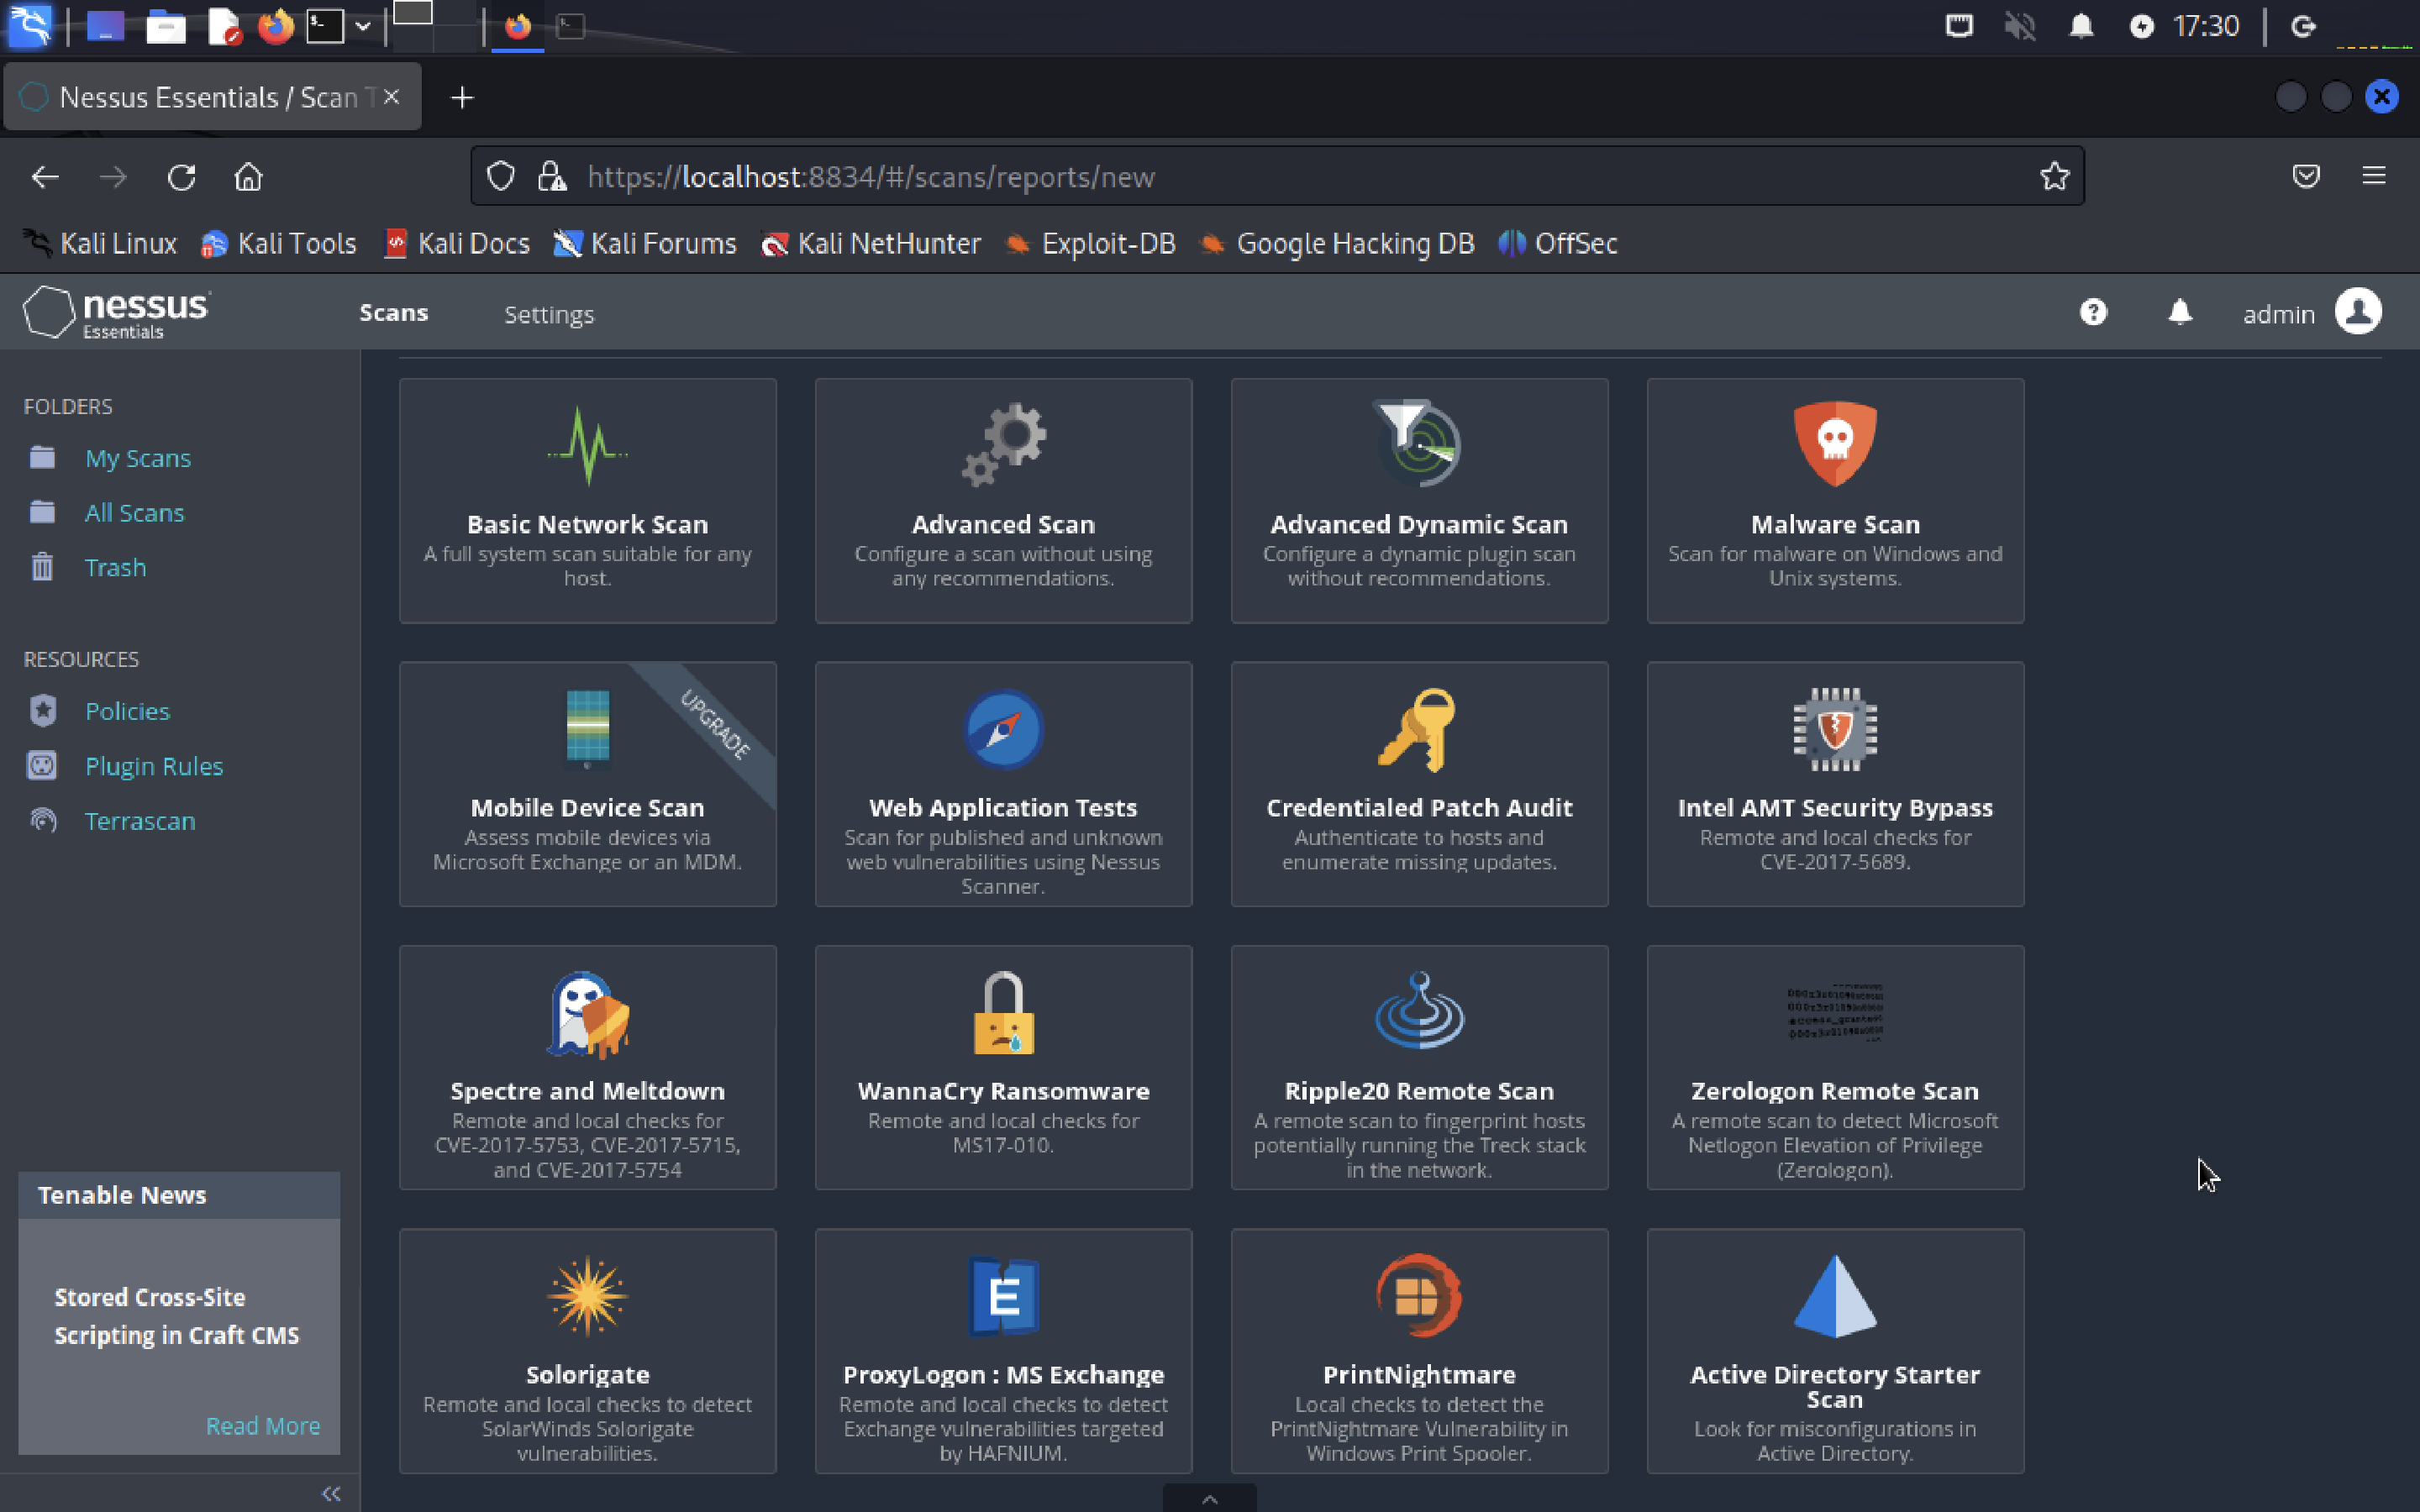 17:30
Nessus Essentials / Scan T
https://localhost:8834/#/scans/reports/new
Kali Linux
Kali Tools
Kali Docs
Kali Forums
Kali NetHunter
Exploit-DB
Google Hacking DB
OffSec
nessus
Essentials
Scans
Settings
admin
FOLDERS
My Scans
All Scans
Trash
RESOURCES
Policies
Plugin Rules
Terrascan
Tenable News
Stored Cross-Site
Scripting in Craft CMS
Read More
Basic Network Scan
A full system scan suitable for any
host.
Advanced Scan
Configure a scan without using
any recommendations.
Advanced Dynamic Scan
Configure a dynamic plugin scan
without recommendations.
Malware Scan
Scan for malware on Windows and
Unix systems.
UPGRADE
Mobile Device Scan
Assess mobile devices via
Microsoft Exchange or an MDM.
Web Application Tests
Scan for published and unknown
web vulnerabilities using Nessus
Scanner.
Credentialed Patch Audit
Authenticate to hosts and
enumerate missing updates.
Intel AMT Security Bypass
Remote and local checks for
CVE-2017-5689.
Spectre and Meltdown
Remote and local checks for
CVE-2017-5753, CVE-2017-5715,
and CVE-2017-5754
WannaCry Ransomware
Remote and local checks for
MS17-010.
Ripple20 Remote Scan
A remote scan to fingerprint hosts
potentially running the Treck stack
in the network.
Zerologon Remote Scan
A remote scan to detect Microsoft
Netlogon Elevation of Privilege
(Zerologon).
Solorigate
Remote and local checks to detect
SolarWinds Solorigate
vulnerabilities.
E
ProxyLogon : MS Exchange
Remote and local checks to detect
Exchange vulnerabilities targeted
by HAFNIUM.
PrintNightmare
Local checks to detect the
PrintNightmare Vulnerability in
Windows Print Spooler.
Active Directory Starter
Scan
Look for misconfigurations in
Active Directory.